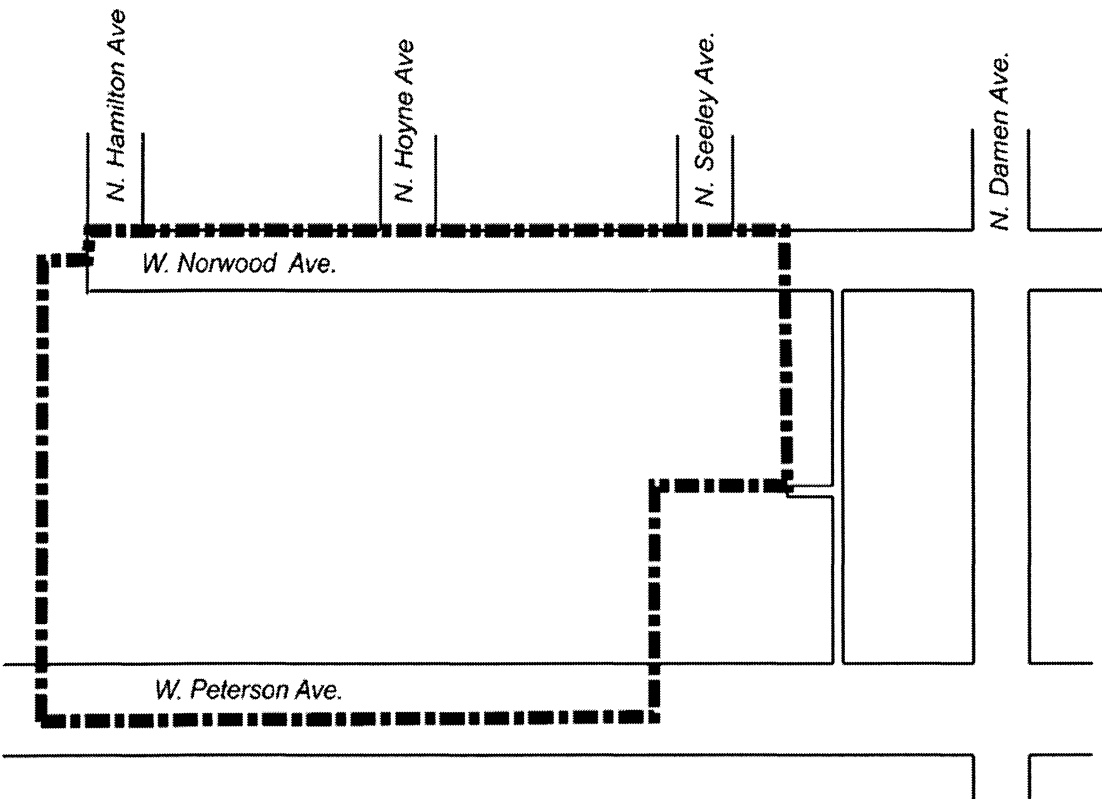 N. Hamilton Ave
N. Hoyne Ave
N. Seeley Ave.
N. Damen Ave.
W. Norwood Ave.
W. Peterson Ave.